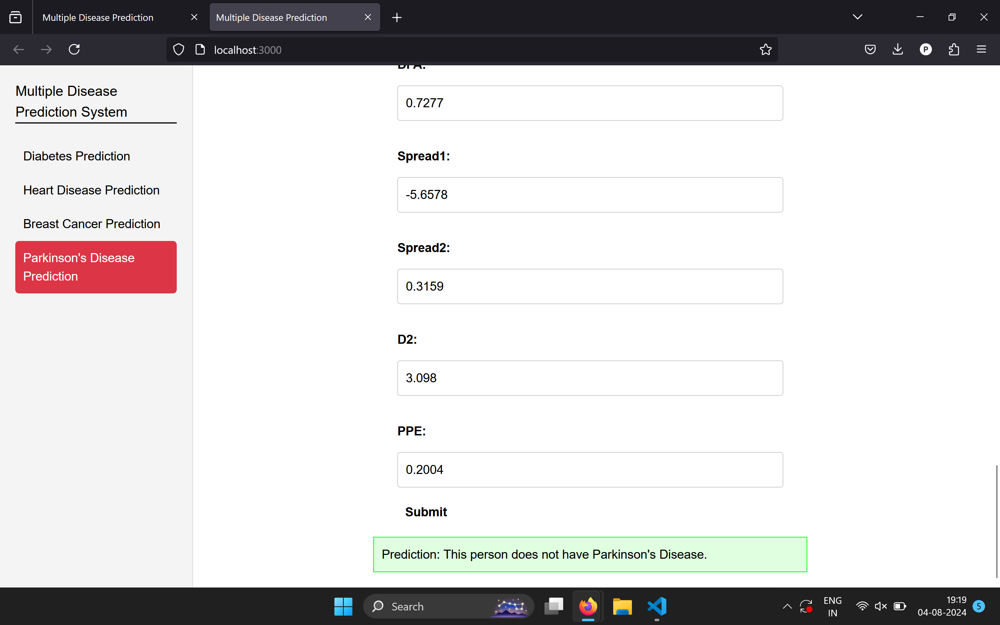 Multiple Disease Prediction
Multiple Disease Prediction
localhost:3000
P
Multiple Disease
Prediction System
Diabetes Prediction
Heart Disease Prediction
Breast Cancer Prediction
Parkinson's Disease
Prediction
0.7277
Spread1:
-5.6578
Spread2:
0.3159
D2:
3.098
PPE:
0.2004
Submit
Prediction: This person does not have Parkinson's Disease.
Search
ENG
IN
19:19
04-08-2024
5